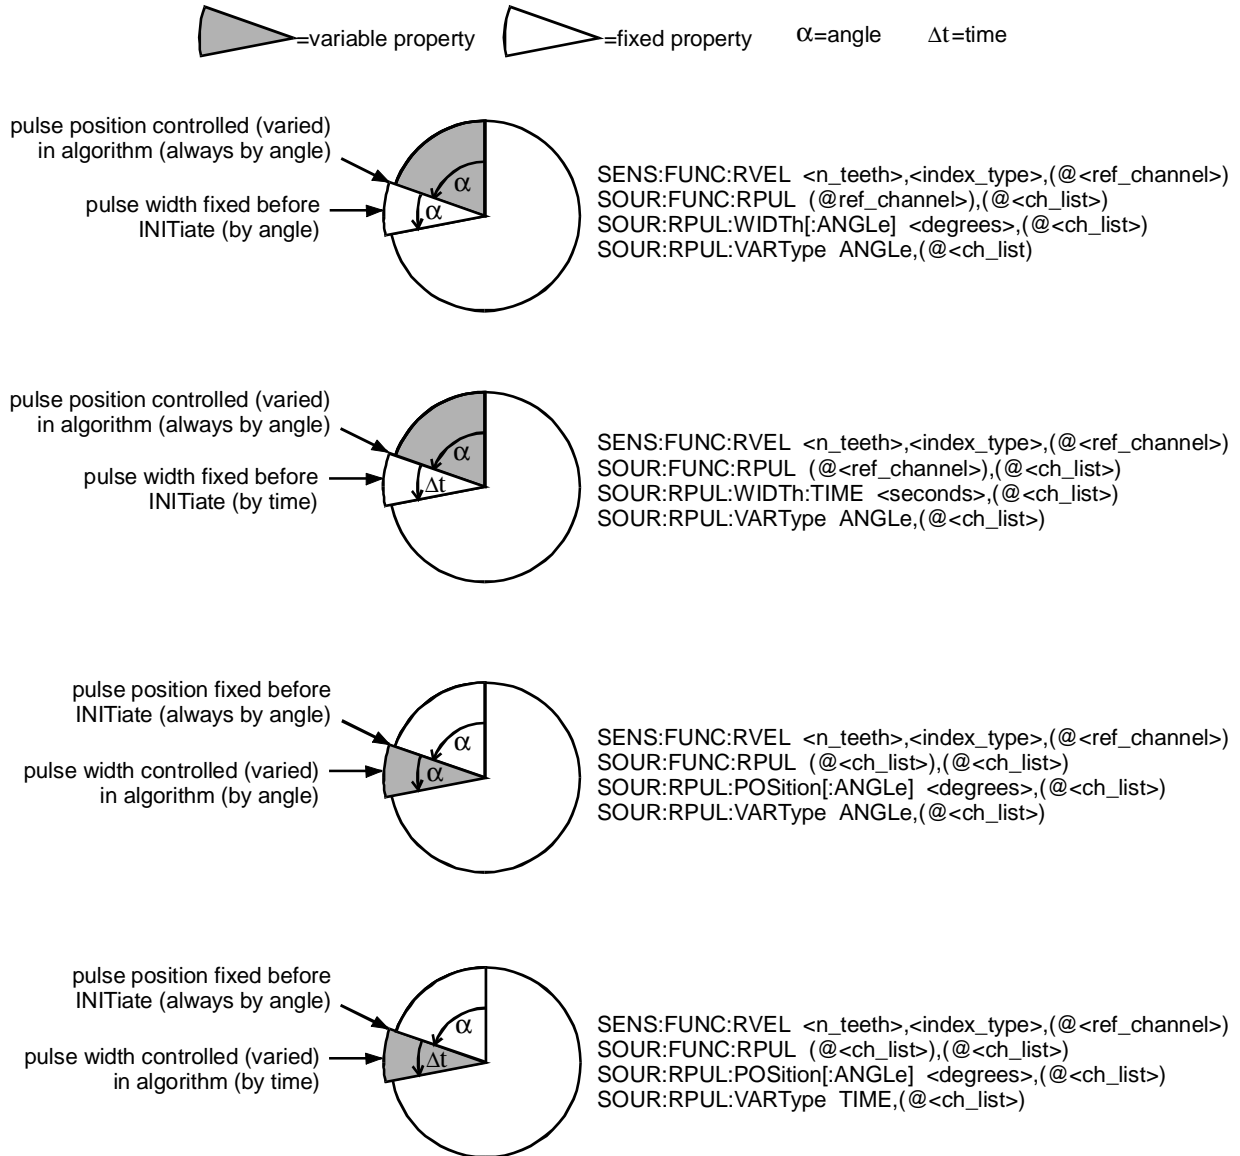 =variable property =fixed property α=angle Δt=time
pulse position controlled (varied)
in algorithm (always by angle)
pulse width fixed before
INITiate (by angle)
α
α
SENS:FUNC:RVEL <n_teeth>,<index_type>,(@<ref_channel>)
SOUR:FUNC:RPUL (@ref_channel>),(@<ch_list>)
SOUR:RPUL:WIDTh[:ANGLe] <degrees>,(@<ch_list>)
SOUR:RPUL:VARType ANGLe,(@<ch_list)
pulse position controlled (varied)
in algorithm (always by angle)
pulse width fixed before
INITiate (by time)
α
Δt
SENS:FUNC:RVEL <n_teeth>,<index_type>,(@<ref_channel>)
SOUR:FUNC:RPUL (@<ref_channel>),(@<ch_list>)
SOUR:RPUL:WIDTh:TIME <seconds>,(@<ch_list>)
SOUR:RPUL:VARType ANGLe,(@<ch_list>)
pulse position fixed before
INITiate (always by angle)
pulse width controlled (varied)
in algorithm (by angle)
α
α
SENS:FUNC:RVEL <n_teeth>,<index_type>,(@<ref_channel>)
SOUR:FUNC:RPUL (@<ch_list>),(@<ch_list>)
SOUR:RPUL:POSition[:ANGLe] <degrees>,(@<ch_list>)
SOUR:RPUL:VARType ANGLe,(@<ch_list>)
pulse position fixed before
INITiate (always by angle)
pulse width controlled (varied)
in algorithm (by time)
α
Δt
SENS:FUNC:RVEL <n_teeth>,<index_type>,(@<ref_channel>)
SOUR:FUNC:RPUL (@<ch_list>),(@<ch_list>)
SOUR:RPUL:POSition[:ANGLe] <degrees>,(@<ch_list>)
SOUR:RPUL:VARType TIME,(@<ch_list>)